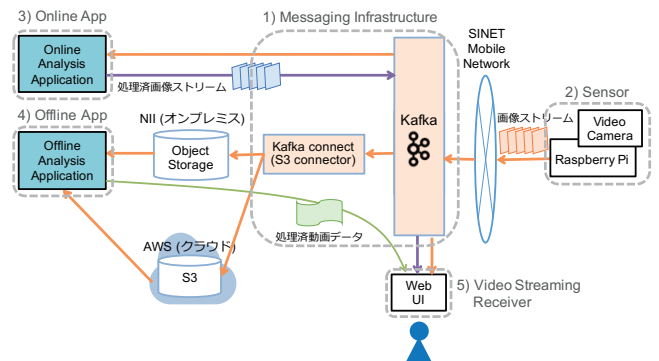 3) Online App
1) Messaging Infrastructure
SINET
Mobile
Network
Online
Analysis
Application
処理済画像ストリーム
2) Sensor
画像ストリーム
Video
Camera
Raspberry Pi
4) Offline App
NII (オンプレミス)
Kafka
Offline
Analysis
Application
Object
Storage
Kafka connect
(S3 connector)
処理済動画データ
AWS (クラウド)
S3
Web
UI
5) Video Streaming
Receiver